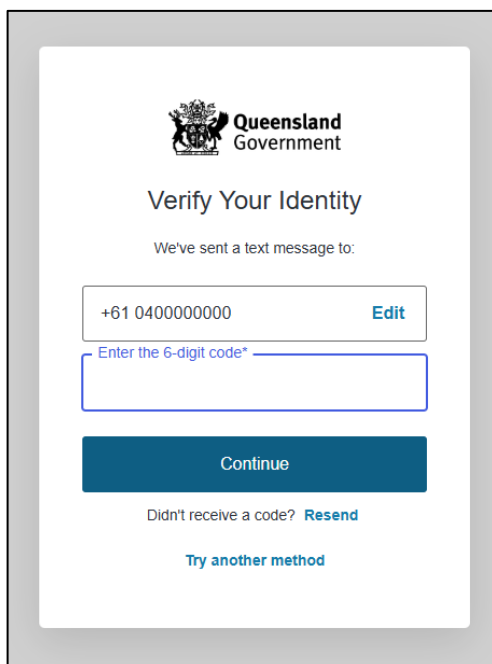 Queensland
Government
Verify Your Identity
We've sent a text message to:
+61 0400000000 Edit
Enter the 6-digit code*
Continue
Didn't receive a code? Resend
Try another method